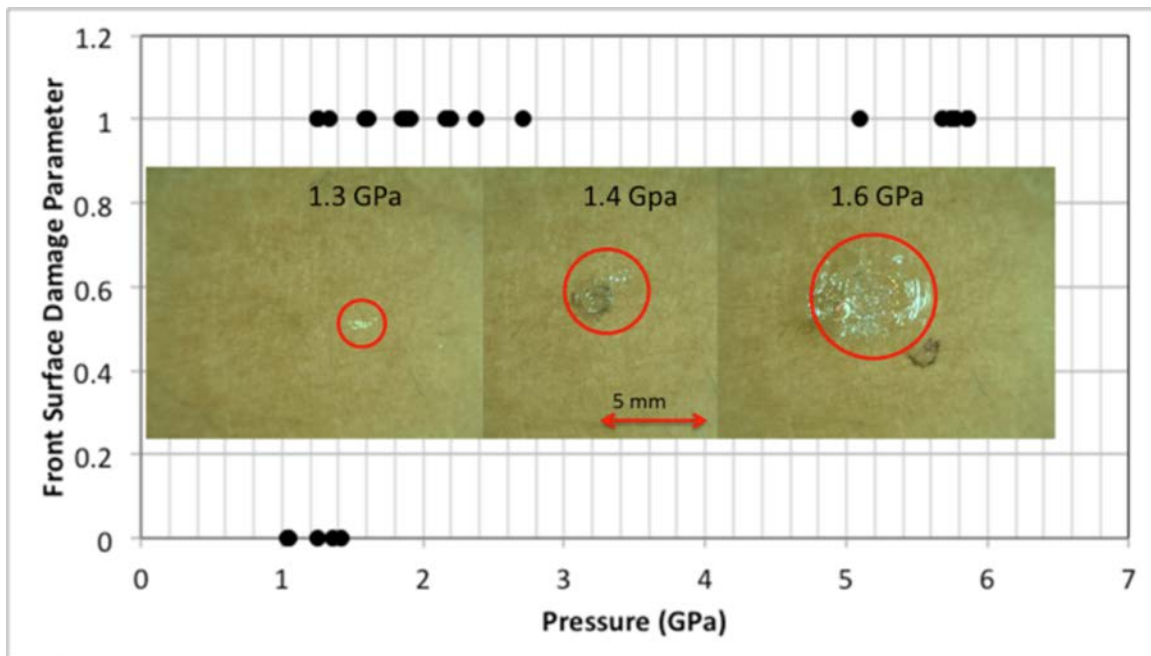 Front Surface Damage Parameter
1.2
1
0.8
0.6
0.4
0.2
0
1.3 GPa
1.4 Gpa
1.6 GPa
5 mm
0 1 2 3 4 5 6 7
Pressure (GPa)